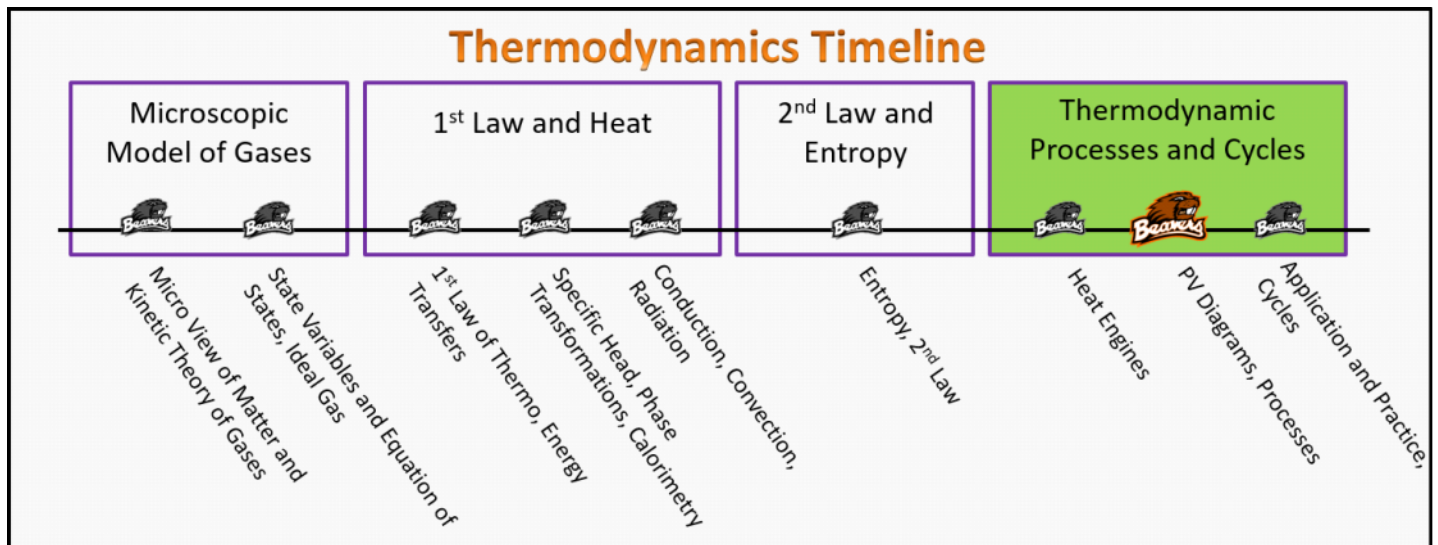 Thermodynamics Timeline
Microscopic
Model of Gases
1st Law and Heat
2nd Law and
Entropy
Thermodynamic
Processes and Cycles
Beavers
Beavers
Beavers
Beavers
Beavers
Beavers
Beavers
Beavers
Beavers
Micro View of Matter and
Kinetic Theory of Gases
State Variables and Equation of
States, Ideal Gas
1st Law of Thermo, Energy
Transfers
Specific Head, Phase
Transformations, Calorimetry
Conduction, Convection,
Radiation
Entropy, 2nd Law
Heat Engines
PV Diagrams, Processes
Application and Practice,
Cycles